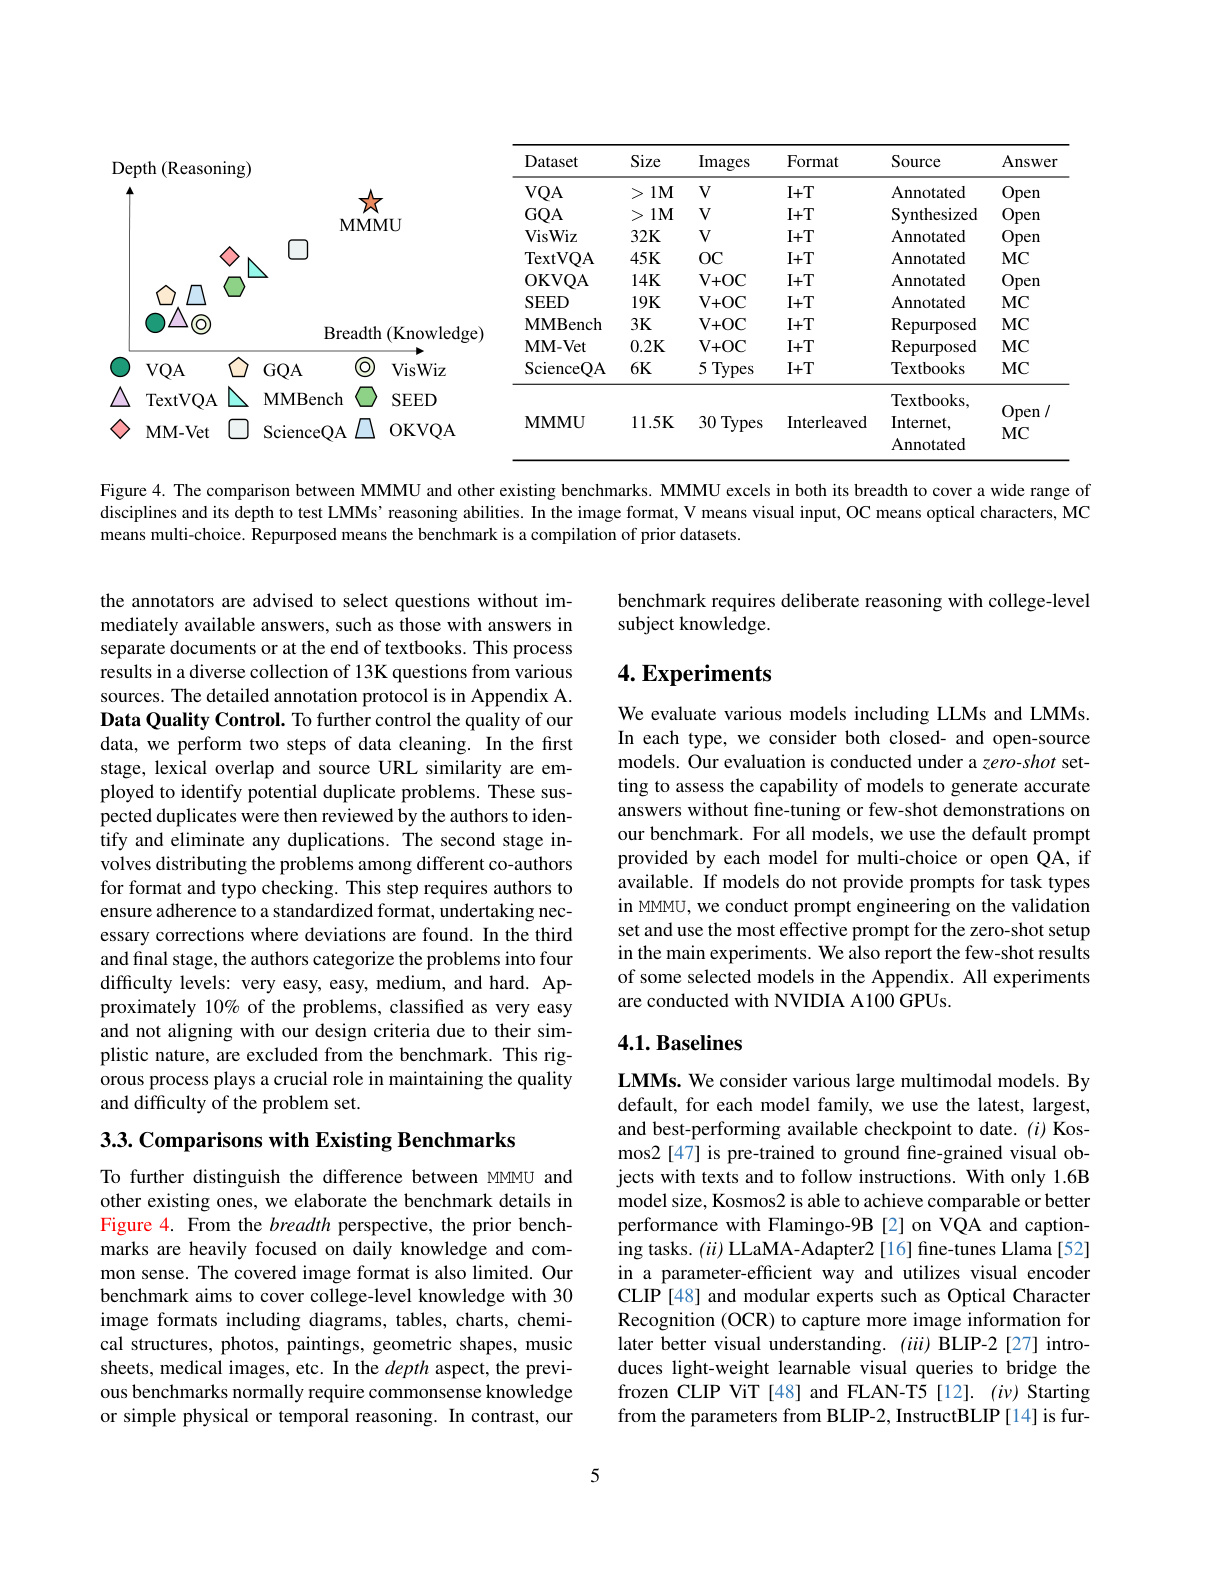 Depth (Reasoning)
MMMU
Breadth (Knowledge)
VQA GQA VisWiz
TextVQA MMBench SEED
MM-Vet ScienceQA OKVQA
Dataset Size Images Format Source Answer
VQA > 1M V I+T Annotated Open
GQA > 1M V I+T Synthesized Open
VisWiz 32K V I+T Annotated Open
TextVQA 45K OC I+T Annotated MC
OKVQA 14K V+OC I+T Annotated Open
SEED 19K V+OC I+T Annotated MC
MMBench 3K V+OC I+T Repurposed MC
MM-Vet 0.2K V+OC I+T Repurposed MC
ScienceQA 6K 5 Types I+T Textbooks MC
MMMU 11.5K 30 Types Interleaved Textbooks, Internet, Annotated Open / MC
Figure 4. The comparison between MMMU and other existing benchmarks. MMMU excels in both its breadth to cover a wide range of
disciplines and its depth to test LMMs’ reasoning abilities. In the image format, V means visual input, OC means optical characters, MC
means multi-choice. Repurposed means the benchmark is a compilation of prior datasets.
the annotators are advised to select questions without im-
mediately available answers, such as those with answers in
separate documents or at the end of textbooks. This process
results in a diverse collection of 13K questions from various
sources. The detailed annotation protocol is in Appendix A.
Data Quality Control. To further control the quality of our
data, we perform two steps of data cleaning. In the first
stage, lexical overlap and source URL similarity are em-
ployed to identify potential duplicate problems. These sus-
pected duplicates were then reviewed by the authors to iden-
tify and eliminate any duplications. The second stage in-
volves distributing the problems among different co-authors
for format and typo checking. This step requires authors to
ensure adherence to a standardized format, undertaking nec-
essary corrections where deviations are found. In the third
and final stage, the authors categorize the problems into four
difficulty levels: very easy, easy, medium, and hard. Ap-
proximately 10% of the problems, classified as very easy
and not aligning with our design criteria due to their sim-
plistic nature, are excluded from the benchmark. This rig-
orous process plays a crucial role in maintaining the quality
and difficulty of the problem set.
3.3. Comparisons with Existing Benchmarks
To further distinguish the difference between MMMU and
other existing ones, we elaborate the benchmark details in
Figure 4. From the breadth perspective, the prior bench-
marks are heavily focused on daily knowledge and com-
mon sense. The covered image format is also limited. Our
benchmark aims to cover college-level knowledge with 30
image formats including diagrams, tables, charts, chemi-
cal structures, photos, paintings, geometric shapes, music
sheets, medical images, etc. In the depth aspect, the previ-
ous benchmarks normally require commonsense knowledge
or simple physical or temporal reasoning. In contrast, our
benchmark requires deliberate reasoning with college-level
subject knowledge.
4. Experiments
We evaluate various models including LLMs and LMMs.
In each type, we consider both closed- and open-source
models. Our evaluation is conducted under a zero-shot set-
ting to assess the capability of models to generate accurate
answers without fine-tuning or few-shot demonstrations on
our benchmark. For all models, we use the default prompt
provided by each model for multi-choice or open QA, if
available. If models do not provide prompts for task types
in MMMU, we conduct prompt engineering on the validation
set and use the most effective prompt for the zero-shot setup
in the main experiments. We also report the few-shot results
of some selected models in the Appendix. All experiments
are conducted with NVIDIA A100 GPUs.
4.1. Baselines
LMMs. We consider various large multimodal models. By
default, for each model family, we use the latest, largest,
and best-performing available checkpoint to date. (i) Kos-
mos2 [47] is pre-trained to ground fine-grained visual ob-
jects with texts and to follow instructions. With only 1.6B
model size, Kosmos2 is able to achieve comparable or better
performance with Flamingo-9B [2] on VQA and caption-
ing tasks. (ii) LLaMA-Adapter2 [16] fine-tunes Llama [52]
in a parameter-efficient way and utilizes visual encoder
CLIP [48] and modular experts such as Optical Character
Recognition (OCR) to capture more image information for
later better visual understanding. (iii) BLIP-2 [27] intro-
duces light-weight learnable visual queries to bridge the
frozen CLIP ViT [48] and FLAN-T5 [12]. (iv) Starting
from the parameters from BLIP-2, InstructBLIP [14] is fur-
5